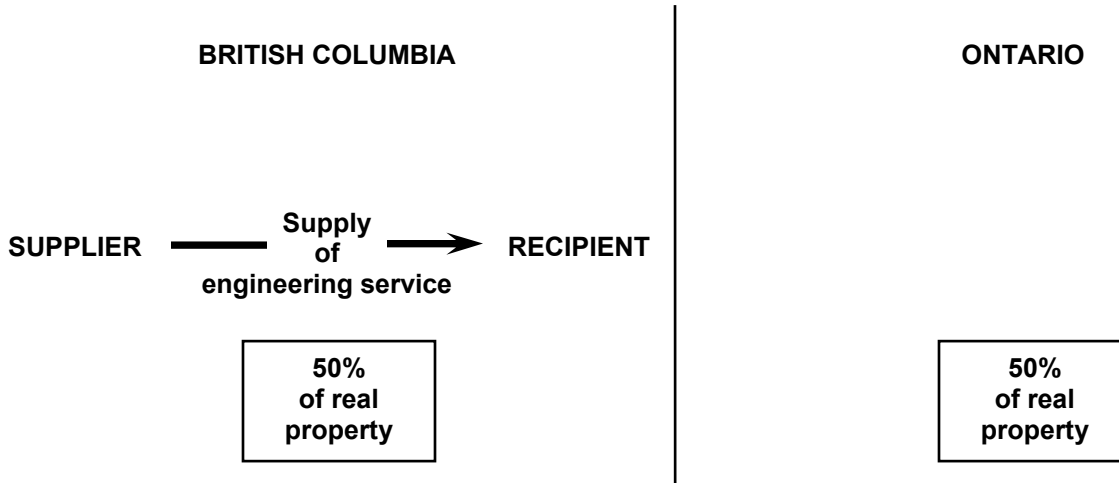 BRITISH COLUMBIA
ONTARIO
SUPPLIER
Supply
of
engineering service
RECIPIENT
50%
of real
property
50%
of real
property